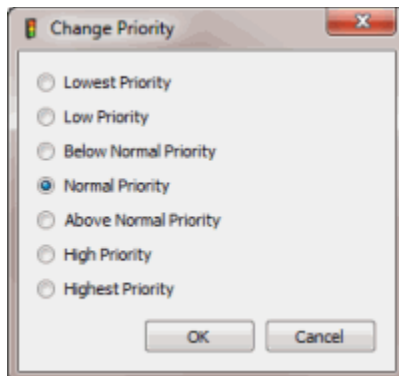 Change Priority
Lowest Priority
Low Priority
Below Normal Priority
Normal Priority
Above Normal Priority
High Priority
Highest Priority
OK Cancel